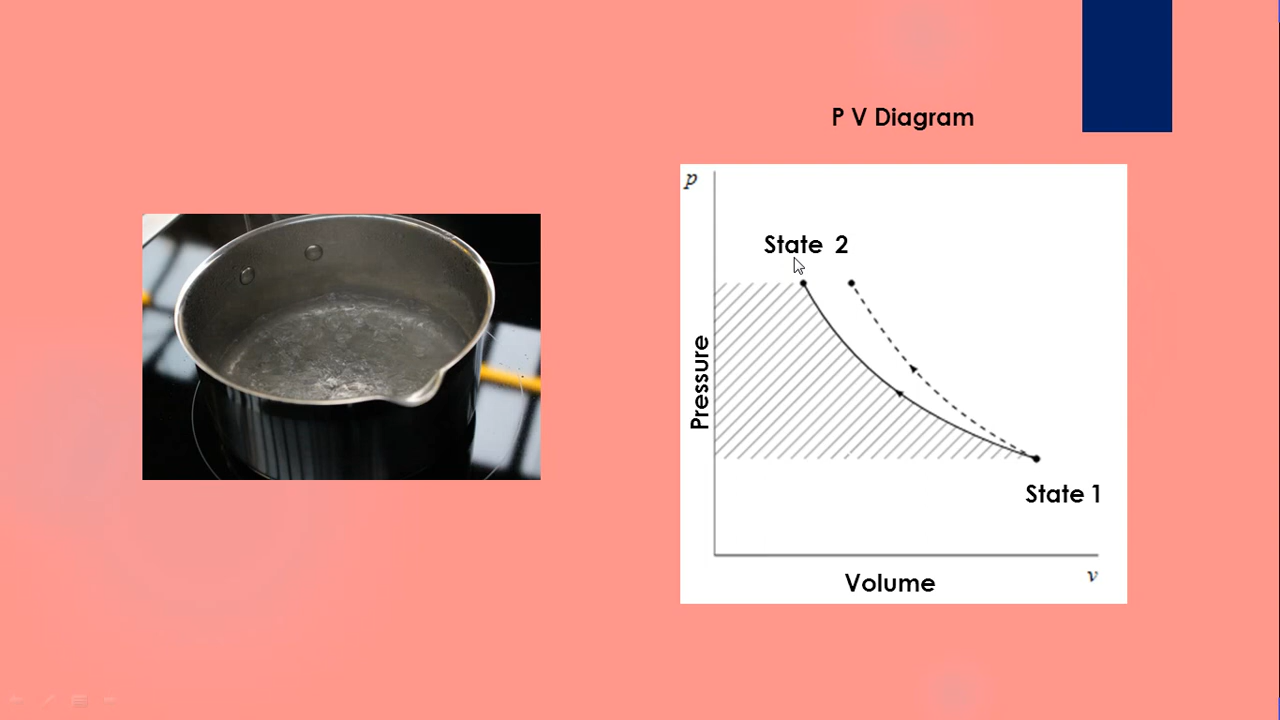 P V Diagram
p
State 2
Pressure
State 1
Volume
v